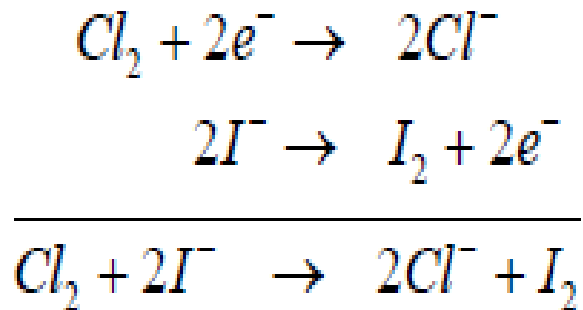 Cl₂ + 2e⁻ → 2Cl⁻
2I⁻ → I₂ + 2e⁻
Cl₂ + 2I⁻ → 2Cl⁻ + I₂